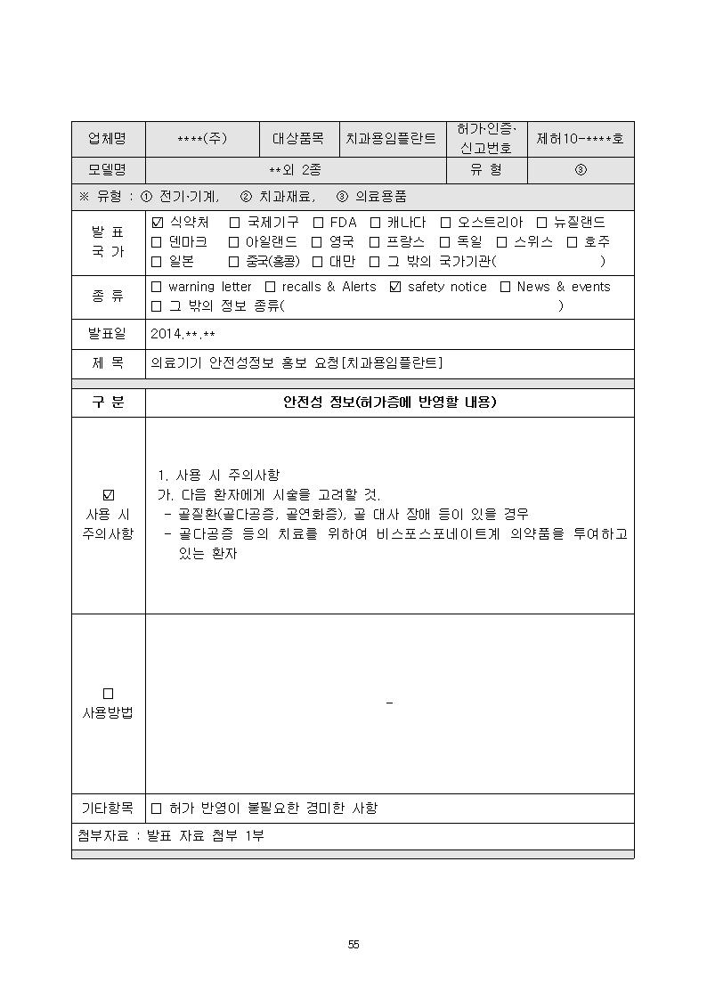 업체명 ****(주) 대상품목 치과용임플란트 허가·인증·
신고번호 제허10-****호
모델명 **외 2종 유 형 ③
※ 유형 : ① 전기·기계, ② 치과재료, ③ 의료용품
발 표
국 가
☑ 식약처 □ 국제기구 □ FDA □ 캐나다 □ 오스트리아 □ 뉴질랜드
□ 덴마크 □ 아일랜드 □ 영국 □ 프랑스 □ 독일 □ 스위스 □ 호주
□ 일본 □ 중국(홍콩) □ 대만 □ 그 밖의 국가기관( )
종 류
□ warning letter □ recalls & Alerts ☑ safety notice □ News & events
□ 그 밖의 정보 종류( )
발표일 2014.**.**
제 목 의료기기 안전성정보 홍보 요청[치과용임플란트]
구 분 안전성 정보(허가증에 반영할 내용)
☑
사용 시
주의사항
1. 사용 시 주의사항
가. 다음 환자에게 시술을 고려할 것.
- 골질환(골다공증, 골연화증), 골 대사 장애 등이 있을 경우
- 골다공증 등의 치료를 위하여 비스포스포네이트계 의약품을 투여하고
있는 환자
□
사용방법
-
기타항목 □ 허가 반영이 불필요한 경미한 사항
첨부자료 : 발표 자료 첨부 1부
55